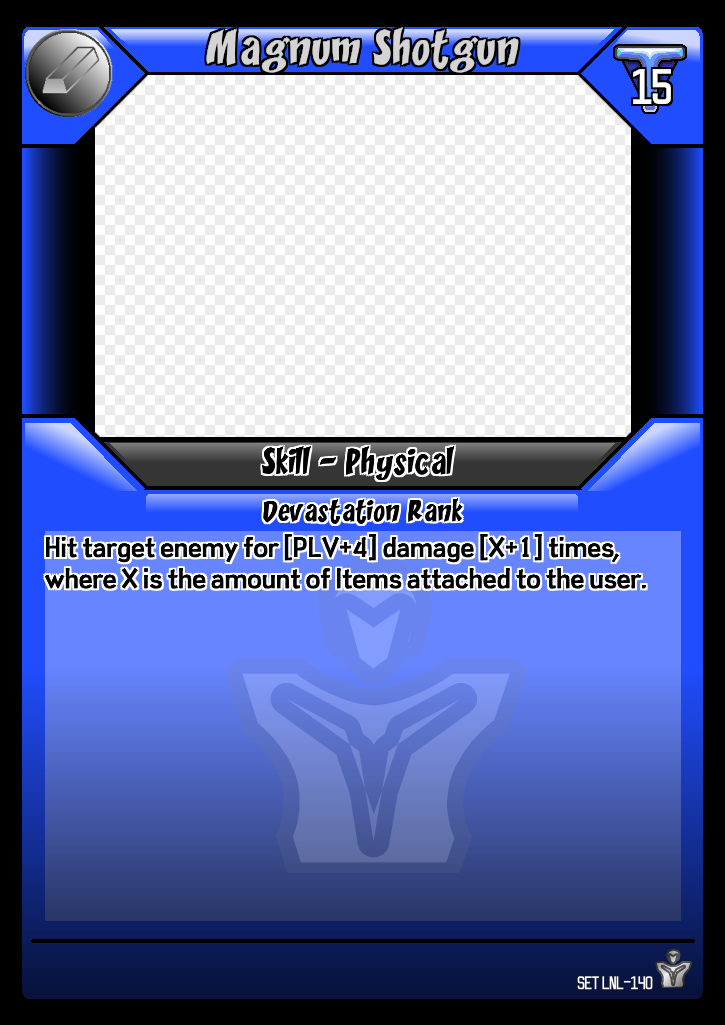 Magnum Shotgun
15
Skill - Physical
Devastation Rank
Hit target enemy for [PLV+4] damage [X+1] times,
where X is the amount of Items attached to the user.
SET LNL-140